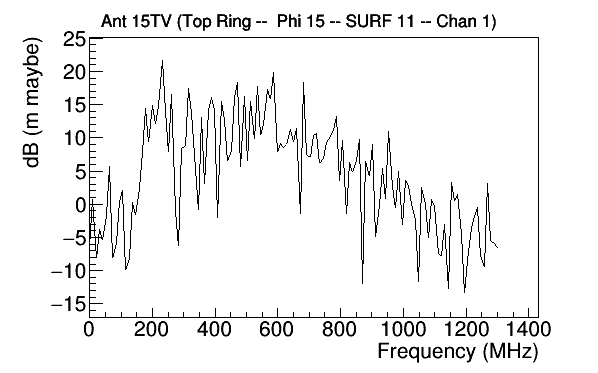 Ant 15TV (Top Ring --  Phi 15 -- SURF 11 -- Chan 1)
dB (m maybe)
25
20
15
10
5
0
−5
−10
−15
0 200 400 600 800 1000 1200 1400
Frequency (MHz)